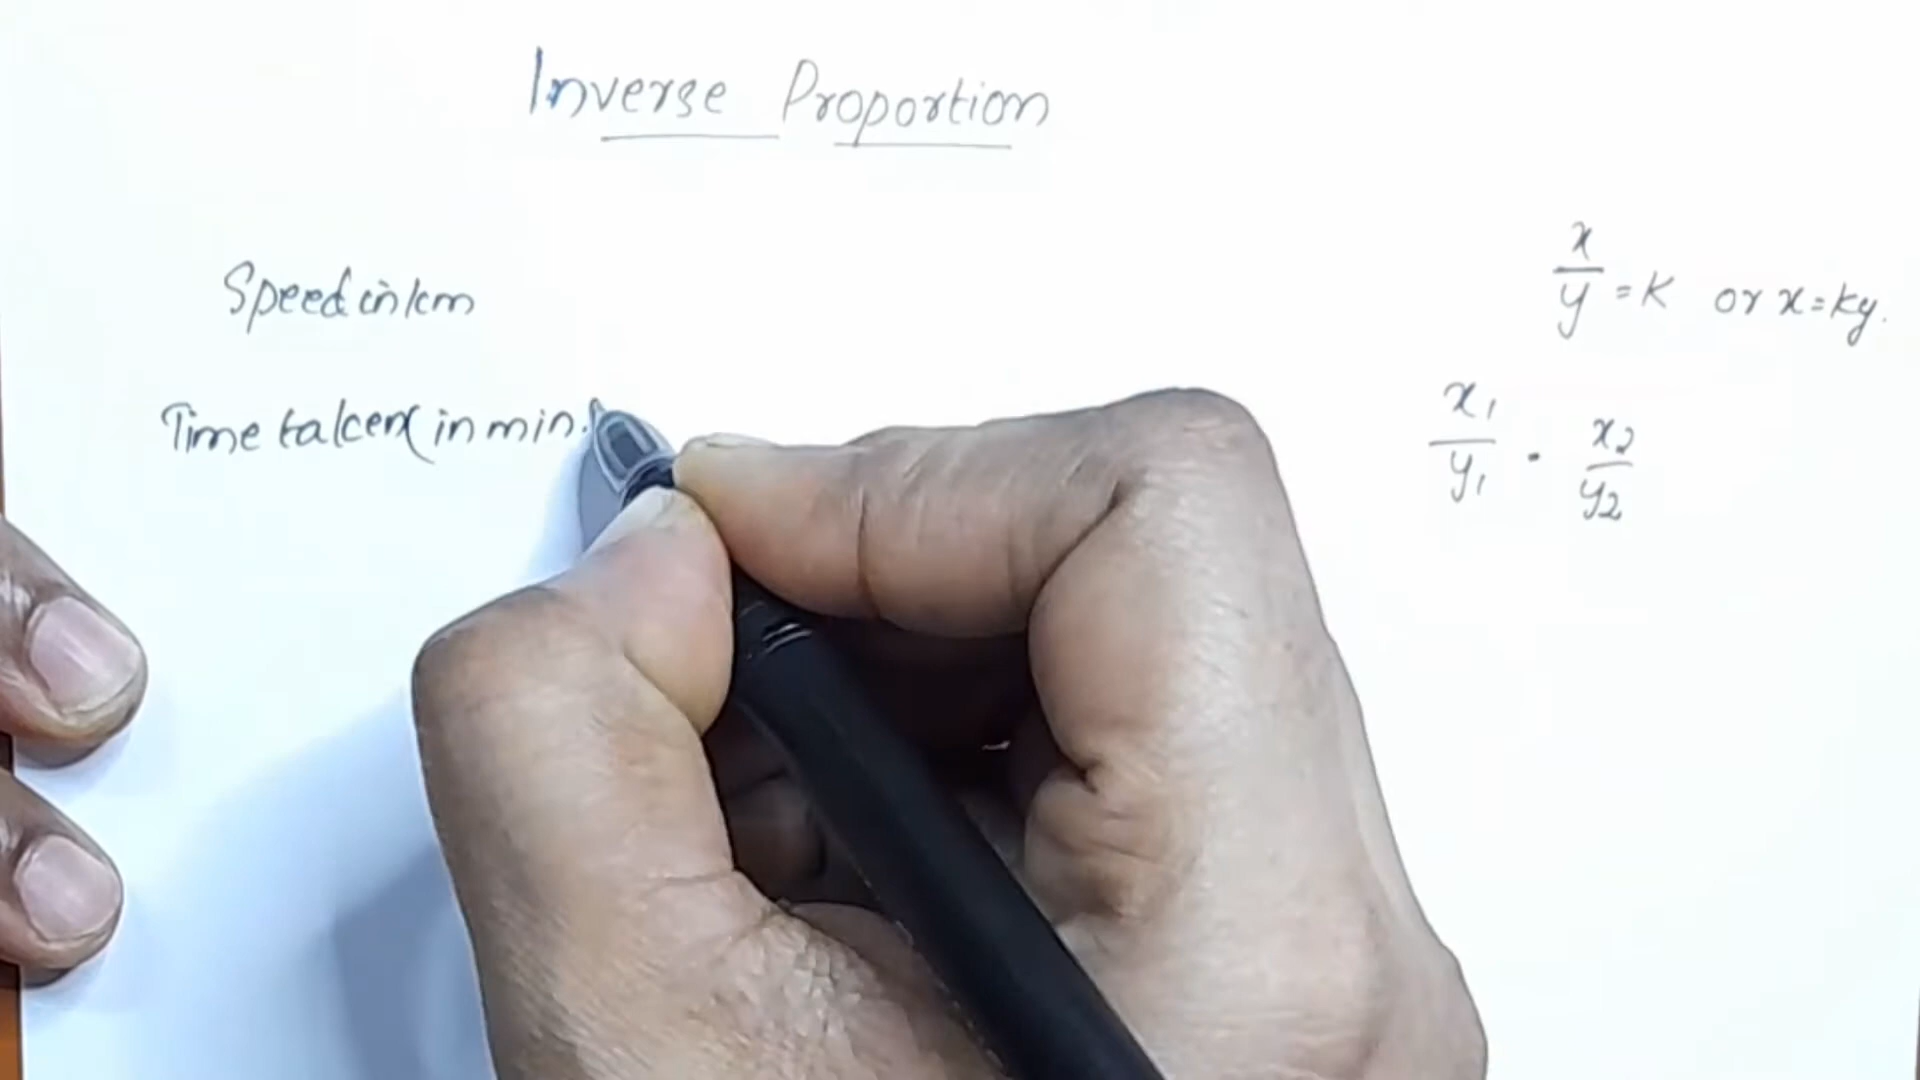 Inverse Proportion
x/y = K or x = ky.
Speed in km
x1/y1 = x2/y2
Time taken (in min.